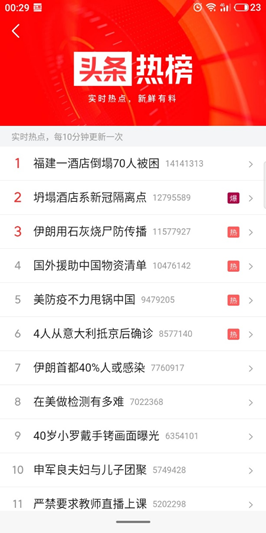 00:29
23
头条热榜
实时热点，新鲜有料
实时热点，每10分钟更新一次
1 福建一酒店倒塌70人被困 14141313
2 坍塌酒店系新冠隔离点 12795589 爆
3 伊朗用石灰烧尸防传播 11577927 热
4 国外援助中国物资清单 10476142 热
5 美防疫不力甩锅中国 9479205
6 4人从意大利抵京后确诊 8577140 热
7 伊朗首都40%人或感染 7760917
8 在美做检测有多难 7022368
9 40岁小罗戴手铐画面曝光 6354101
10 申军良夫妇与儿子团聚 5749428
11 严禁要求教师直播上课 5202298